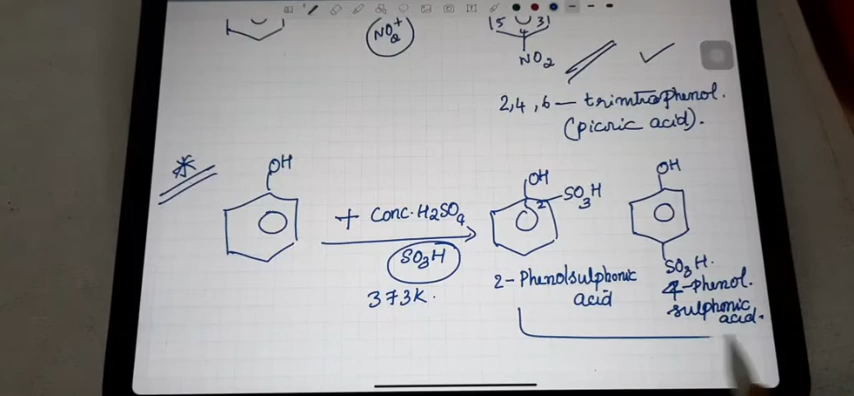 NO2+
5 3
4
NO2
2,4,6 — trinitrophenol.
(picric acid).
*
OH
+ Conc. H2SO4
SO3H
373K.
OH
2
SO3H
2-Phenolsulphonic
acid
OH
SO3H.
4-Phenol.
sulphonic
acid.